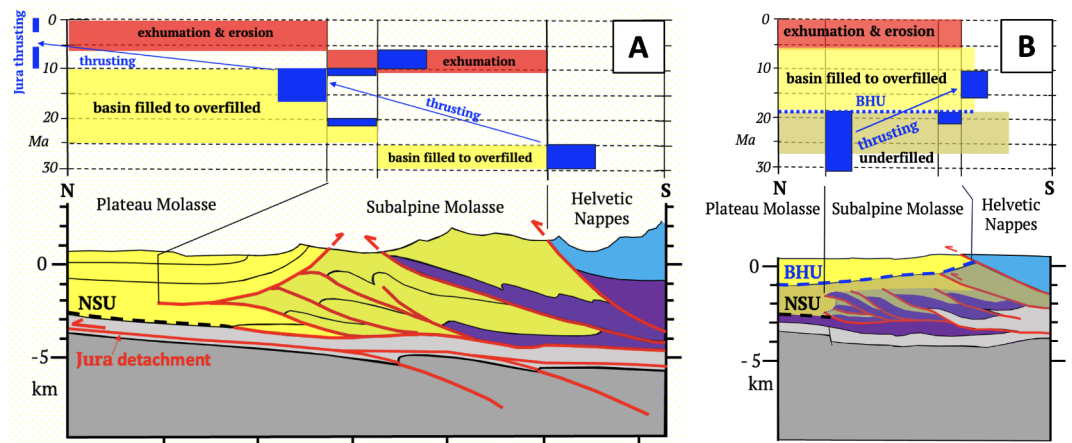 Jura thrusting
0
10
20
Ma
30
exhumation & erosion
thrusting
basin filled to overfilled
exhumation
thrusting
basin filled to overfilled
A
N
S
Plateau Molasse
Subalpine Molasse
Helvetic
Nappes
0
NSU
Jura detachment
-5
km
0
10
20
Ma
30
exhumation & erosion
basin filled to overfilled
BHU
thrusting
underfilled
B
N
S
Plateau Molasse
Subalpine Molasse
Helvetic
Nappes
0
BHU
NSU
- 5
km